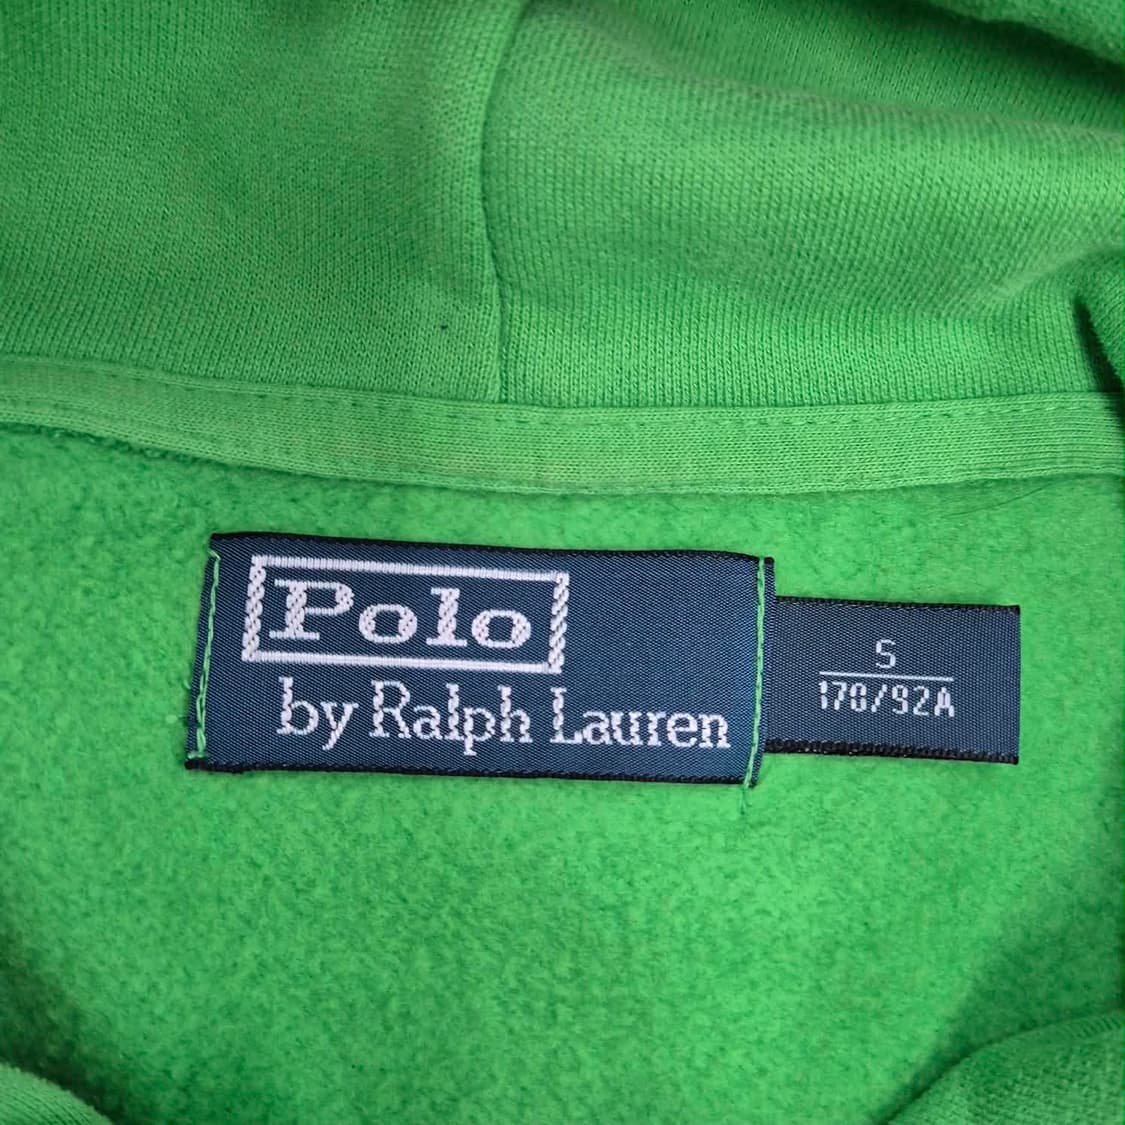 Polo
by Ralph Lauren
S
170/92A